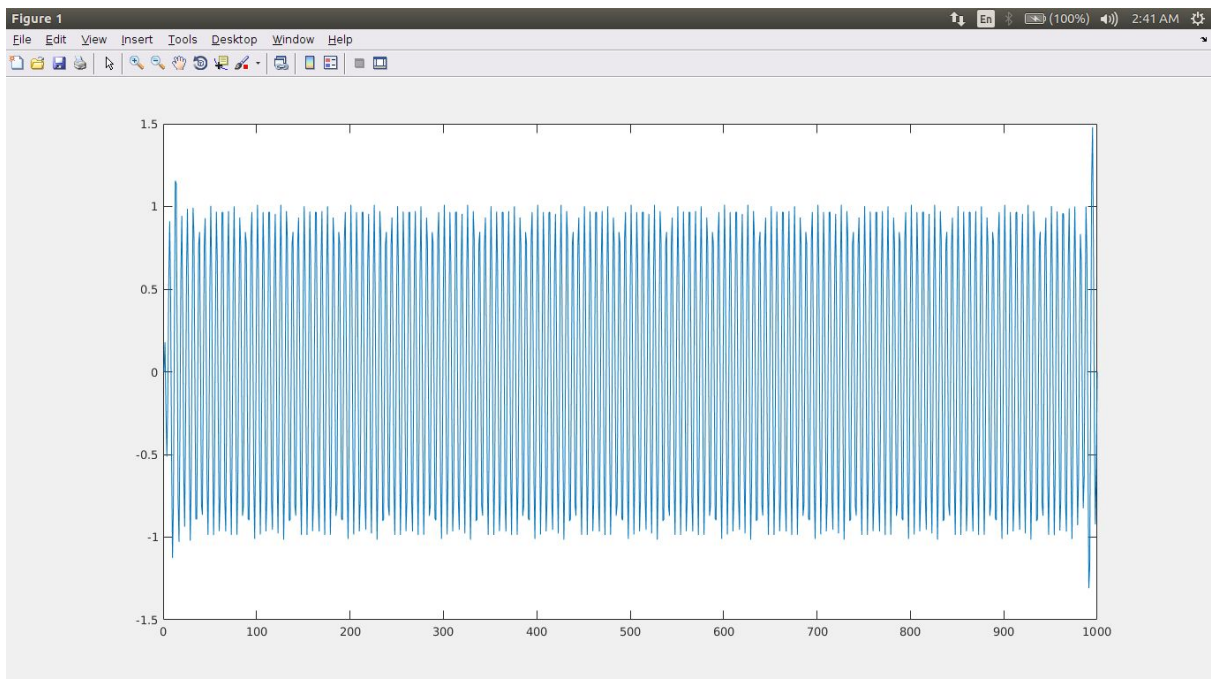 Figure 1 En (100%) 2:41 AM
File Edit View Insert Tools Desktop Window Help
1.5
1
0.5
0
-0.5
-1
-1.5
0 100 200 300 400 500 600 700 800 900 1000